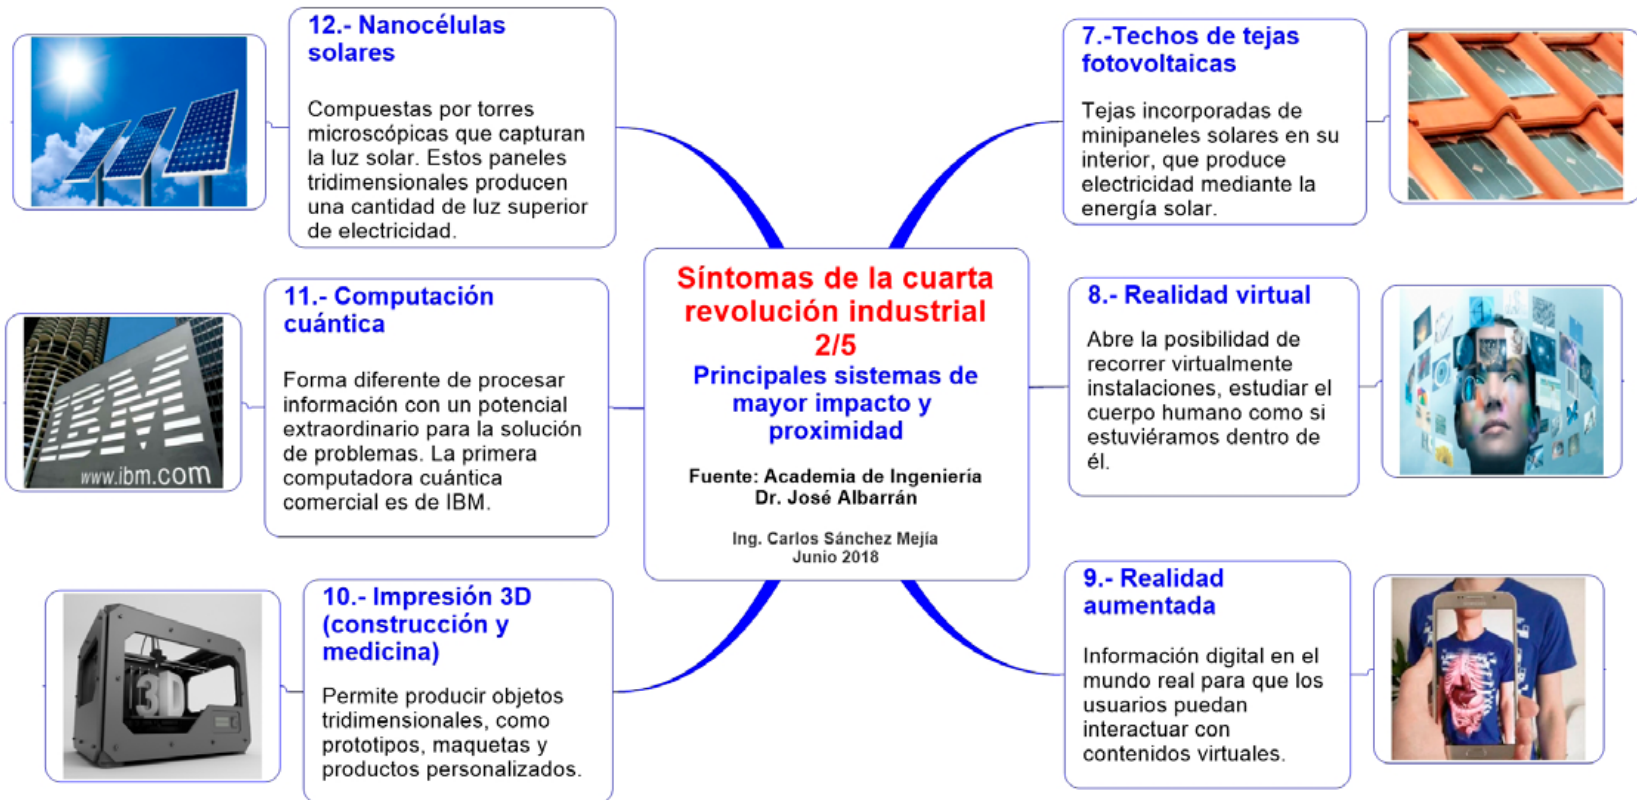 Síntomas de la cuarta
revolución industrial
2/5
Principales sistemas de
mayor impacto y
proximidad
Fuente: Academia de Ingeniería
Dr. José Albarrán
Ing. Carlos Sánchez Mejía
Junio 2018
7.-Techos de tejas
fotovoltaicas
Tejas incorporadas de
minipaneles solares en su
interior, que produce
electricidad mediante la
energía solar.
8.- Realidad virtual
Abre la posibilidad de
recorrer virtualmente
instalaciones, estudiar el
cuerpo humano como si
estuviéramos dentro de
él.
9.- Realidad
aumentada
Información digital en el
mundo real para que los
usuarios puedan
interactuar con
contenidos virtuales.
10.- Impresión 3D
(construcción y
medicina)
Permite producir objetos
tridimensionales, como
prototipos, maquetas y
productos personalizados.
3D
11.- Computación
cuántica
Forma diferente de procesar
información con un potencial
extraordinario para la solución
de problemas. La primera
computadora cuántica
comercial es de IBM.
IBM
www.ibm.com
12.- Nanocélulas
solares
Compuestas por torres
microscópicas que capturan
la luz solar. Estos paneles
tridimensionales producen
una cantidad de luz superior
de electricidad.